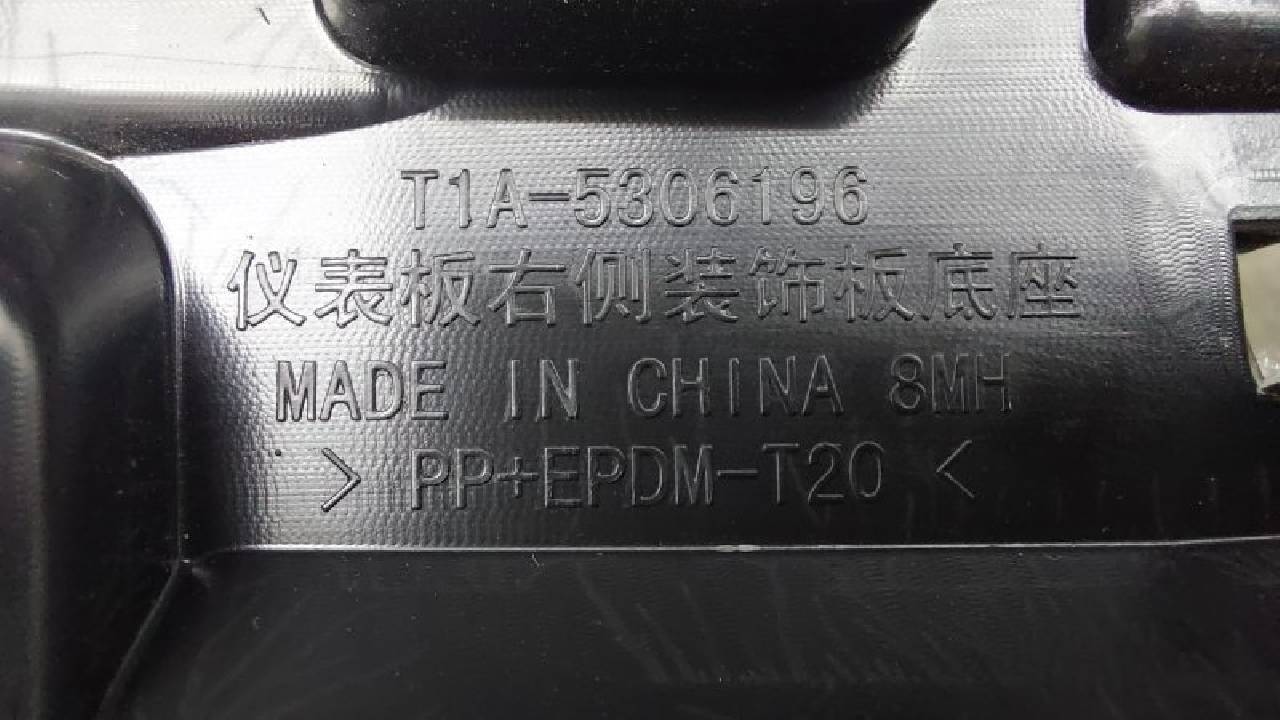 T1A-5306196
仪表板右侧装饰板底座
MADE IN CHINA 8MH
> PP+EPDM-T20 <